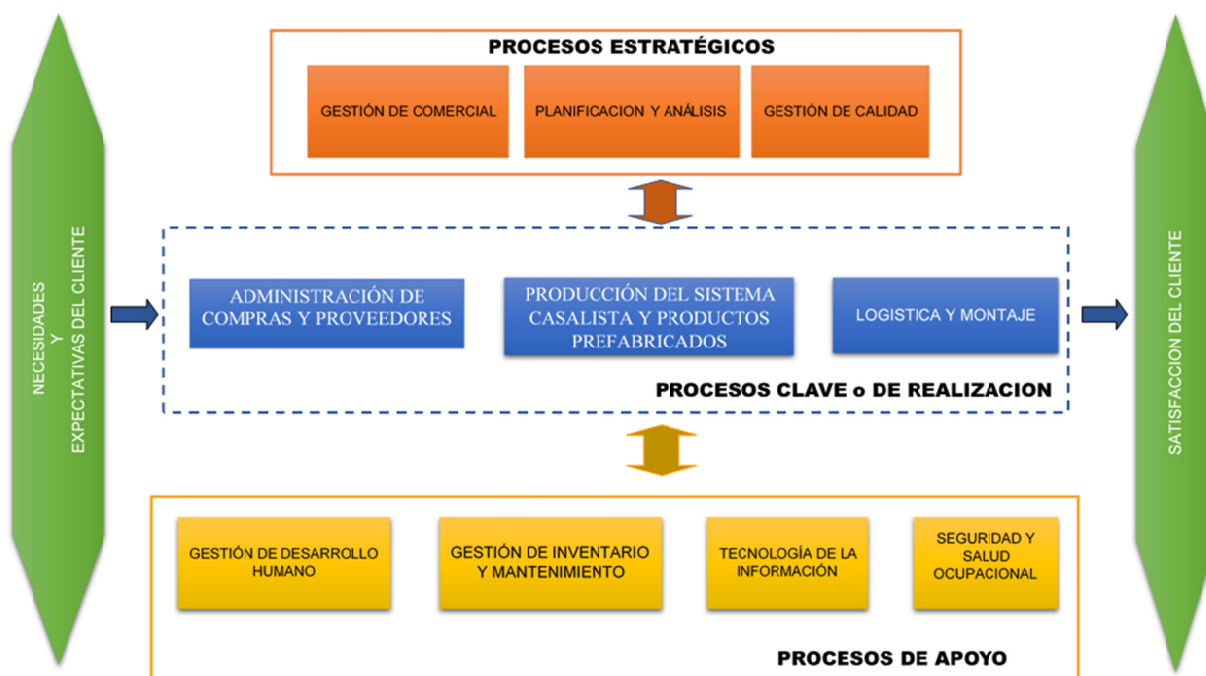 PROCESOS ESTRATÉGICOS
GESTIÓN DE COMERCIAL
PLANIFICACION Y ANÁLISIS
GESTIÓN DE CALIDAD
NECESIDADES
Y
EXPECTATIVAS DEL CLIENTE
ADMINISTRACIÓN DE
COMPRAS Y PROVEEDORES
PRODUCCIÓN DEL SISTEMA
CASALISTA Y PRODUCTOS
PREFABRICADOS
LOGISTICA Y MONTAJE
PROCESOS CLAVE o DE REALIZACION
SATISFACCION DEL CLIENTE
GESTIÓN DE DESARROLLO
HUMANO
GESTIÓN DE INVENTARIO
Y MANTENIMIENTO
TECNOLOGÍA DE LA
INFORMACIÓN
SEGURIDAD Y
SALUD
OCUPACIONAL
PROCESOS DE APOYO